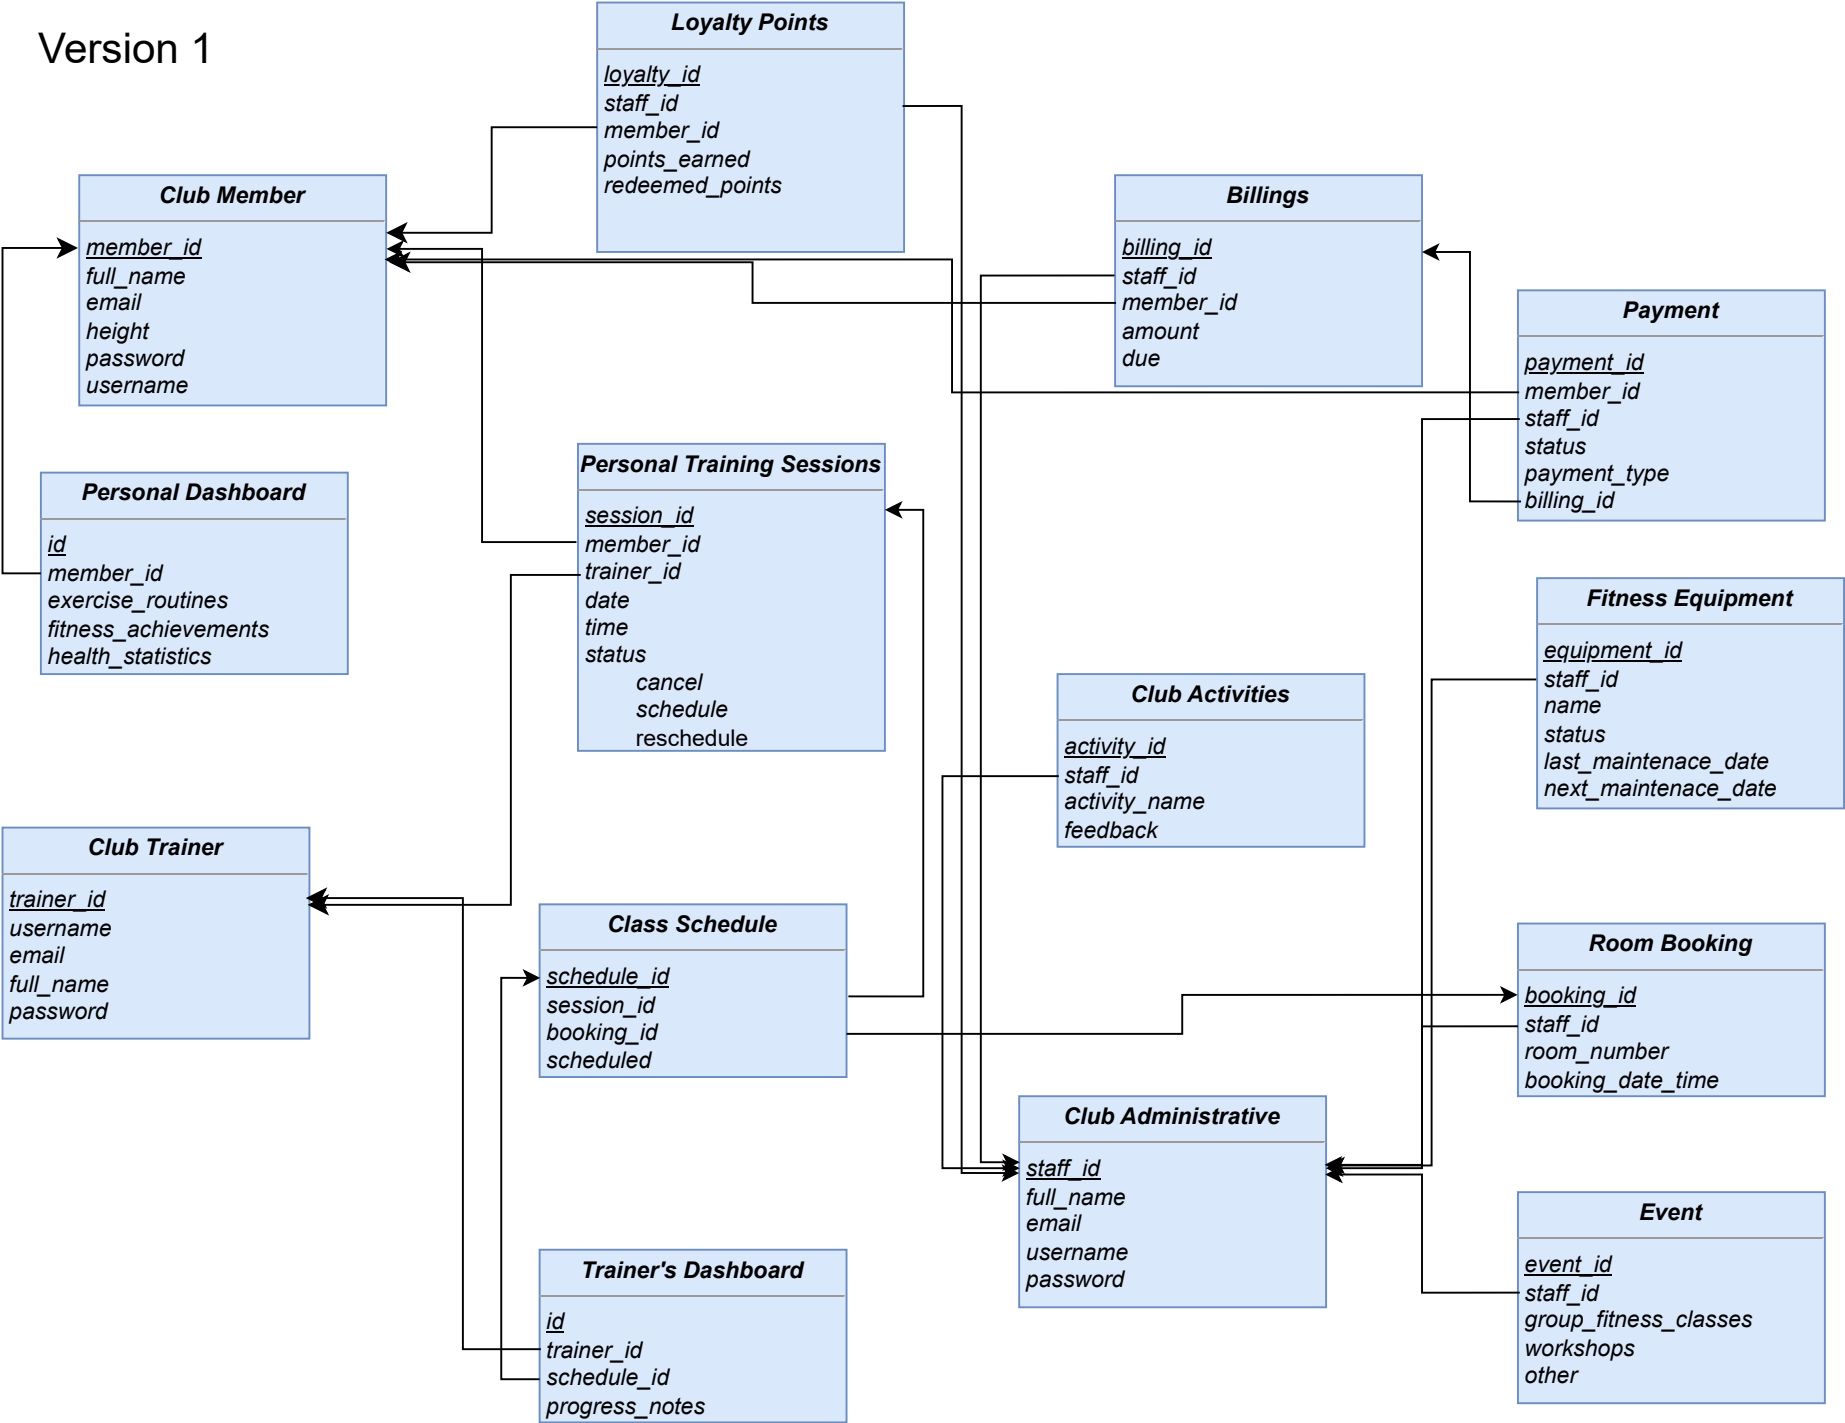 Version 1
Loyalty Points
loyalty_id
staff_id
member_id
points_earned
redeemed_points
Club Member
member_id
full_name
email
height
password
username
Billings
billing_id
staff_id
member_id
amount
due
Payment
payment_id
member_id
staff_id
status
payment_type
billing_id
Personal Dashboard
id
member_id
exercise_routines
fitness_achievements
health_statistics
Personal Training Sessions
session_id
member_id
trainer_id
date
time
status
cancel
schedule
reschedule
Fitness Equipment
equipment_id
staff_id
name
status
last_maintenace_date
next_maintenace_date
Club Activities
activity_id
staff_id
activity_name
feedback
Club Trainer
trainer_id
username
email
full_name
password
Class Schedule
schedule_id
session_id
booking_id
scheduled
Room Booking
booking_id
staff_id
room_number
booking_date_time
Club Administrative
staff_id
full_name
email
username
password
Event
event_id
staff_id
group_fitness_classes
workshops
other
Trainer's Dashboard
id
trainer_id
schedule_id
progress_notes